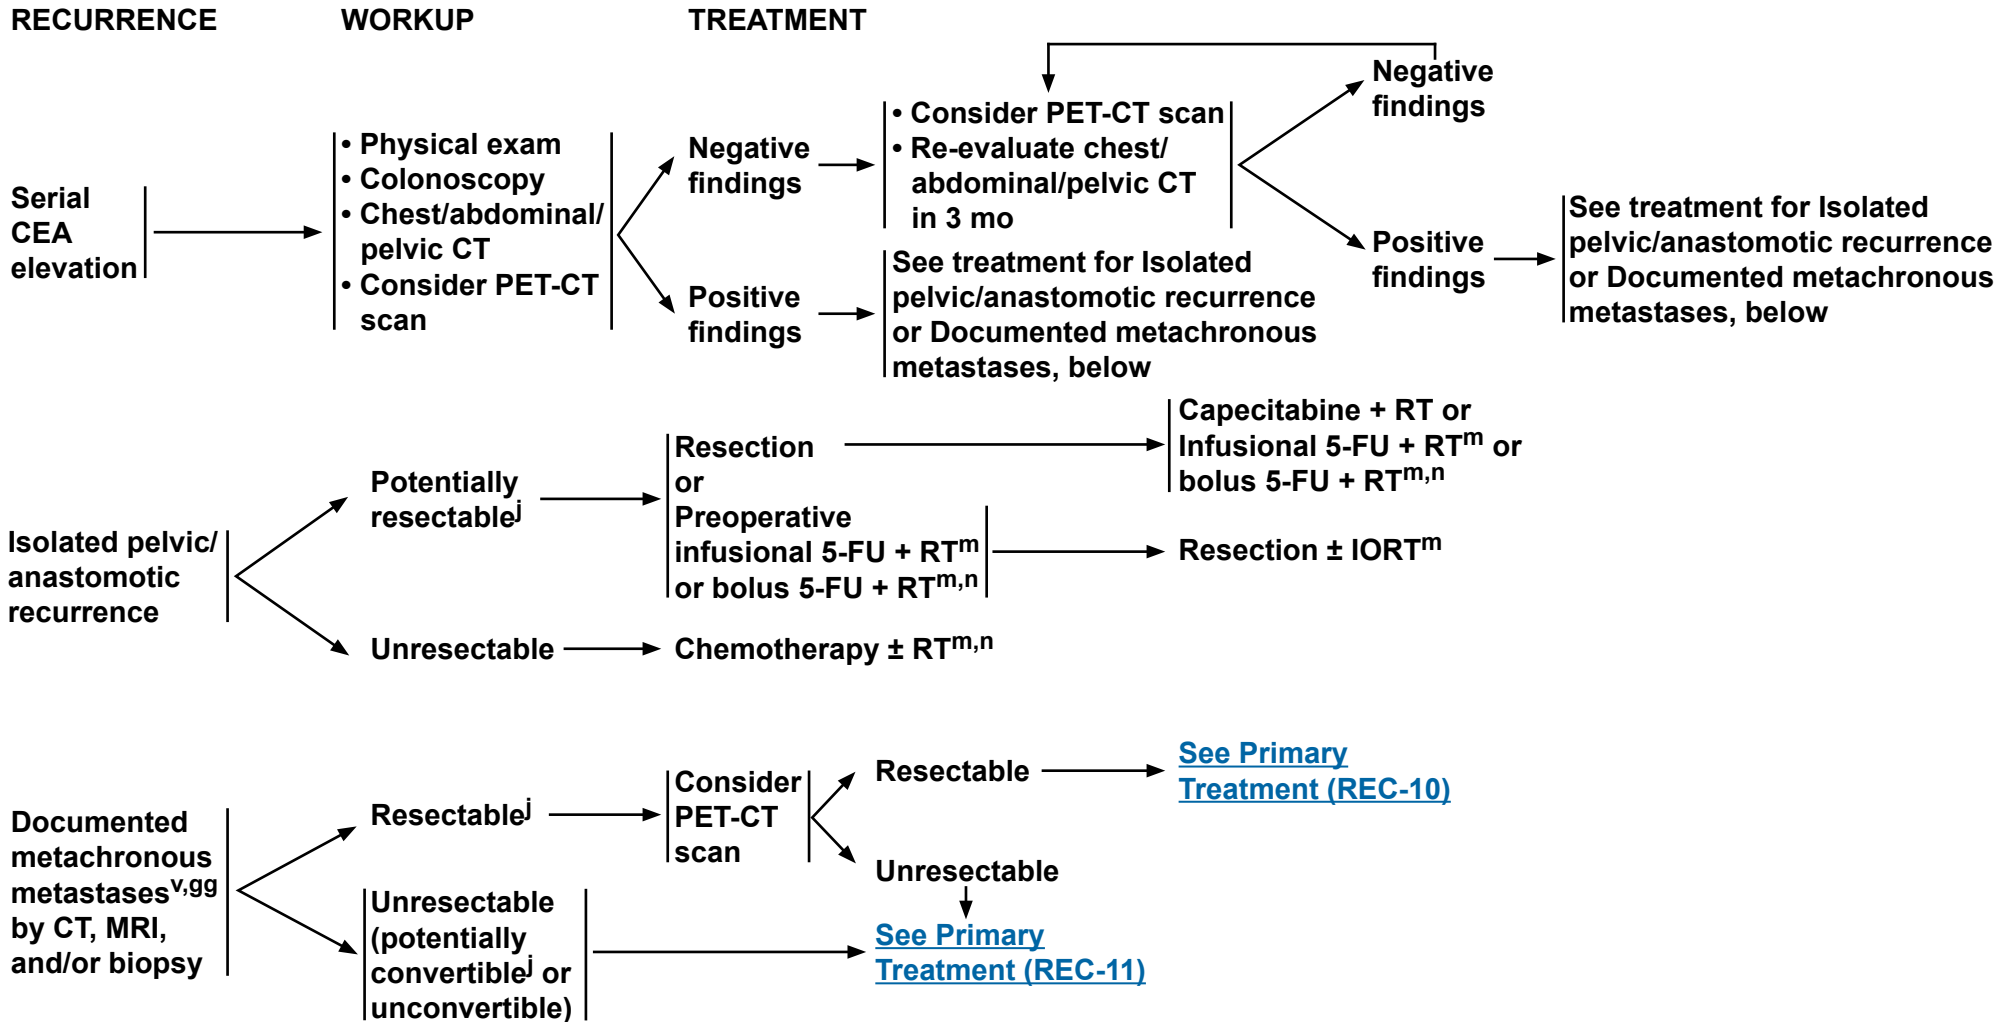 RECURRENCE
WORKUP
TREATMENT
Serial
CEA
elevation
• Physical exam
• Colonoscopy
• Chest/abdominal/
pelvic CT
• Consider PET-CT
scan
Negative
findings
• Consider PET-CT scan
• Re-evaluate chest/
abdominal/pelvic CT
in 3 mo
Negative
findings
Positive
findings
See treatment for Isolated
pelvic/anastomotic recurrence
or Documented metachronous
metastases, below
Positive
findings
See treatment for Isolated
pelvic/anastomotic recurrence
or Documented metachronous
metastases, below
Isolated pelvic/
anastomotic
recurrence
Potentially
resectablej
Resection
or
Preoperative
infusional 5-FU + RTm
or bolus 5-FU + RTm,n
Capecitabine + RT or
Infusional 5-FU + RTm or
bolus 5-FU + RTm,n
Resection ± IORTm
Unresectable
Chemotherapy ± RTm,n
Documented
metachronous
metastasesv,gg
by CT, MRI,
and/or biopsy
Resectablej
Consider
PET-CT
scan
Resectable
See Primary
Treatment (REC-10)
Unresectable
Unresectable
(potentially
convertiblej or
unconvertible)
See Primary
Treatment (REC-11)